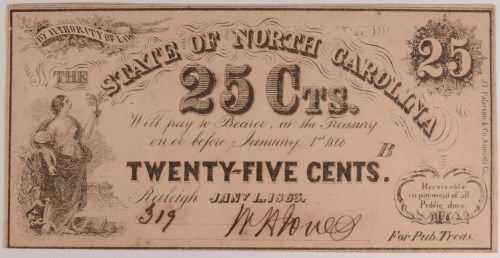 BY AUTHORITY OF LAW
25
THE
STATE OF NORTH CAROLINA
25 CTS.
Will pay to Bearer, at the Treasury
on or before January 1st 1866
B
TWENTY-FIVE CENTS.
Raleigh JANY 1. 1863.
319
Receivable
in payment of all
Public dues.
For Pub. Treas.